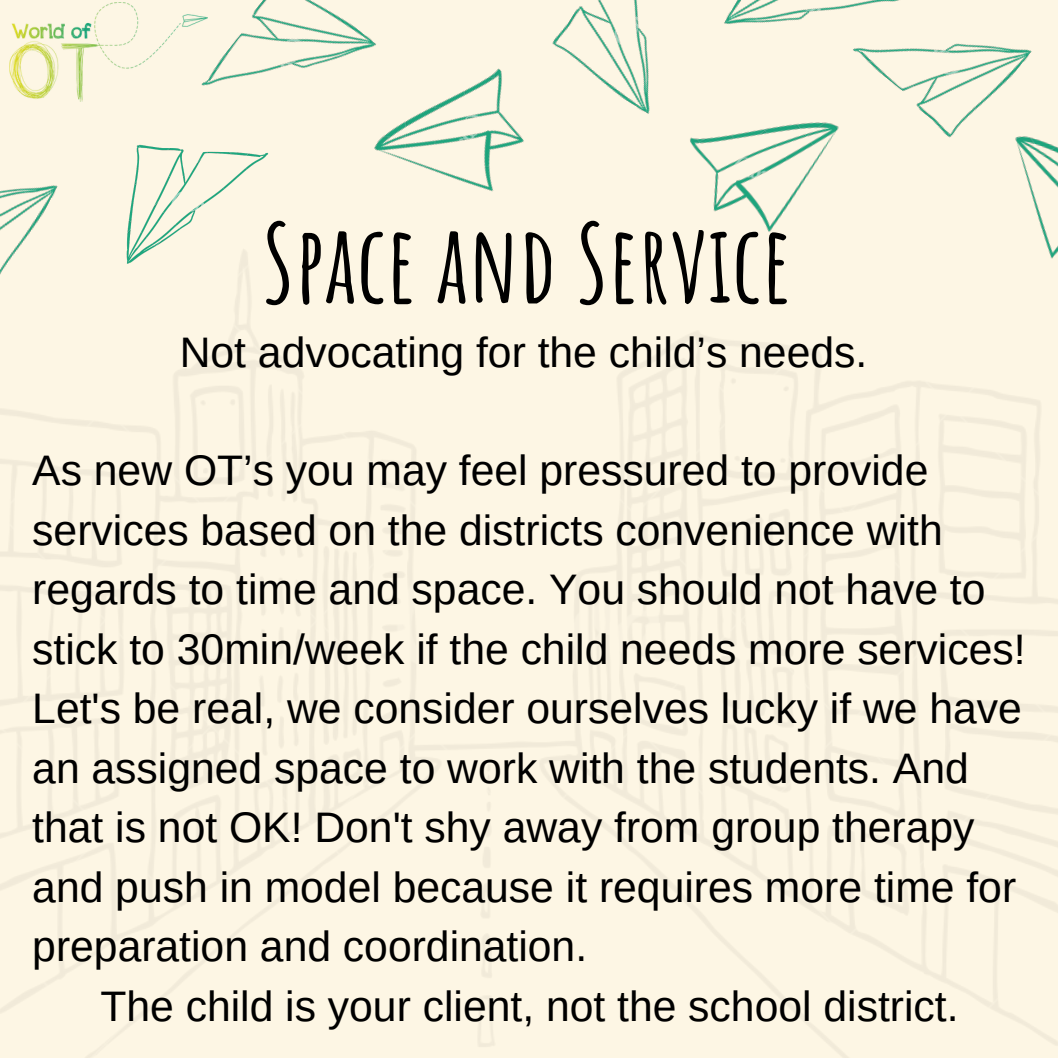 World of
OT
SPACE AND SERVICE
Not advocating for the child’s needs.
As new OT’s you may feel pressured to provide
services based on the districts convenience with
regards to time and space. You should not have to
stick to 30min/week if the child needs more services!
Let's be real, we consider ourselves lucky if we have
an assigned space to work with the students. And
that is not OK! Don't shy away from group therapy
and push in model because it requires more time for
preparation and coordination.
The child is your client, not the school district.